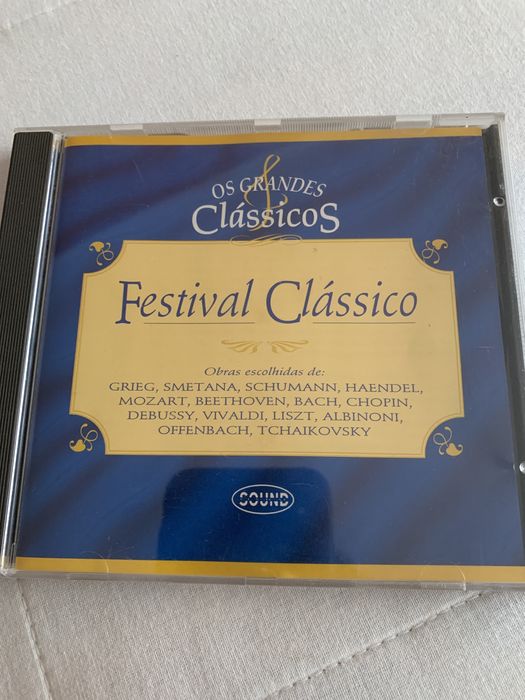 OS GRANDES
ClássicoS
Festival Clássico
Obras escolhidas de:
GRIEG, SMETANA, SCHUMANN, HAENDEL,
MOZART, BEETHOVEN, BACH, CHOPIN,
DEBUSSY, VIVALDI, LISZT, ALBINONI,
OFFENBACH, TCHAIKOVSKY
SOUND